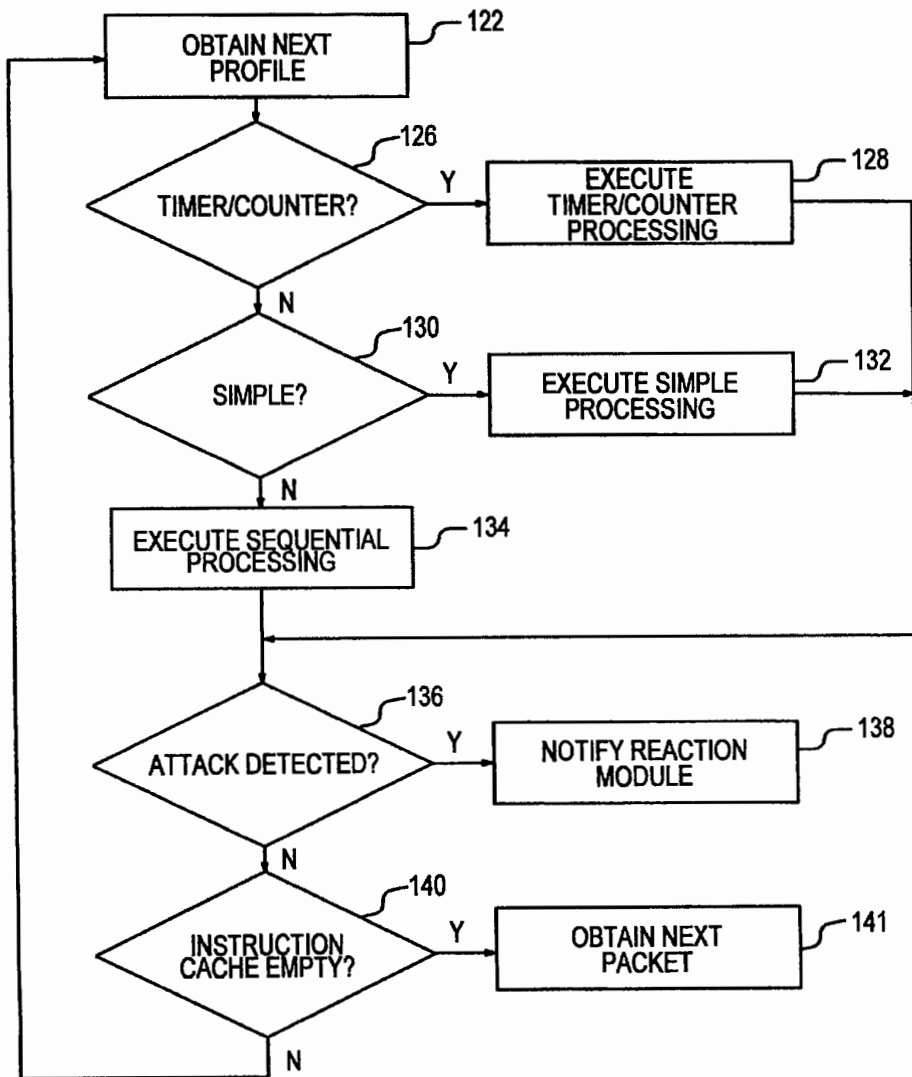 OBTAIN NEXT
PROFILE
122
126
TIMER/COUNTER?
Y
EXECUTE
TIMER/COUNTER
PROCESSING
128
N
130
SIMPLE?
Y
EXECUTE SIMPLE
PROCESSING
132
N
EXECUTE SEQUENTIAL
PROCESSING
134
136
ATTACK DETECTED?
Y
NOTIFY REACTION
MODULE
138
N
140
INSTRUCTION
CACHE EMPTY?
Y
OBTAIN NEXT
PACKET
141
N